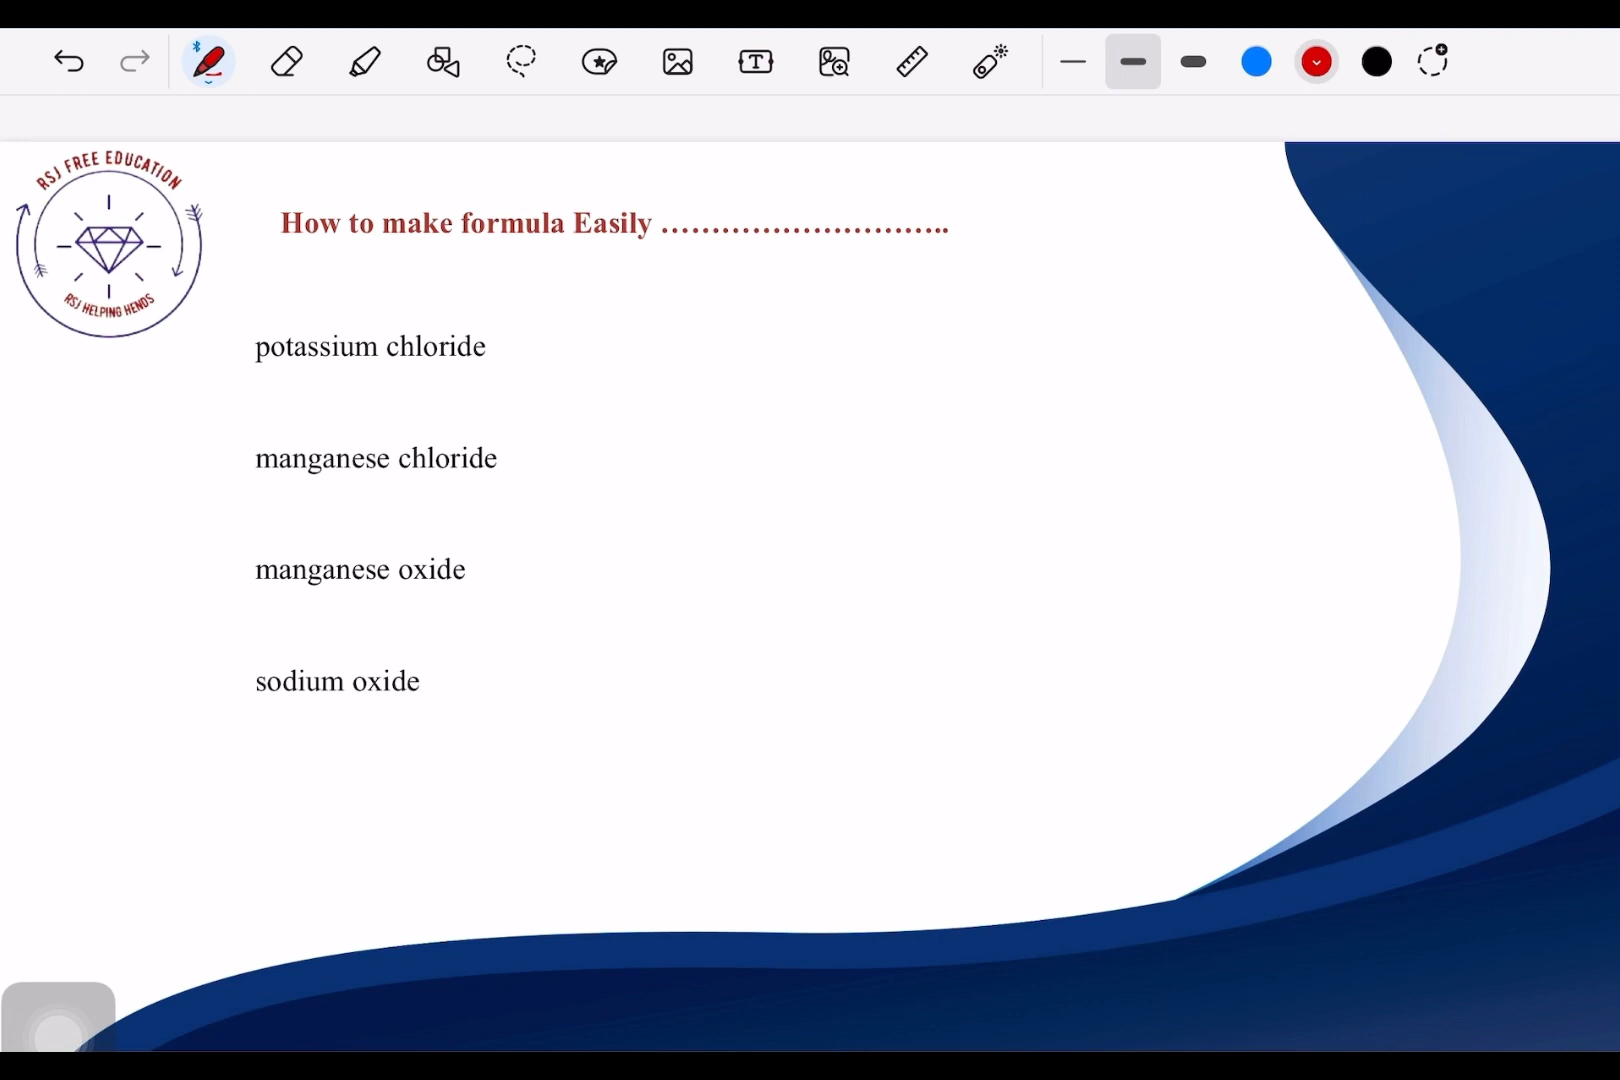 RSJ FREE EDUCATION
RSJ HELPING HENDS
How to make formula Easily ................................
potassium chloride
manganese chloride
manganese oxide
sodium oxide